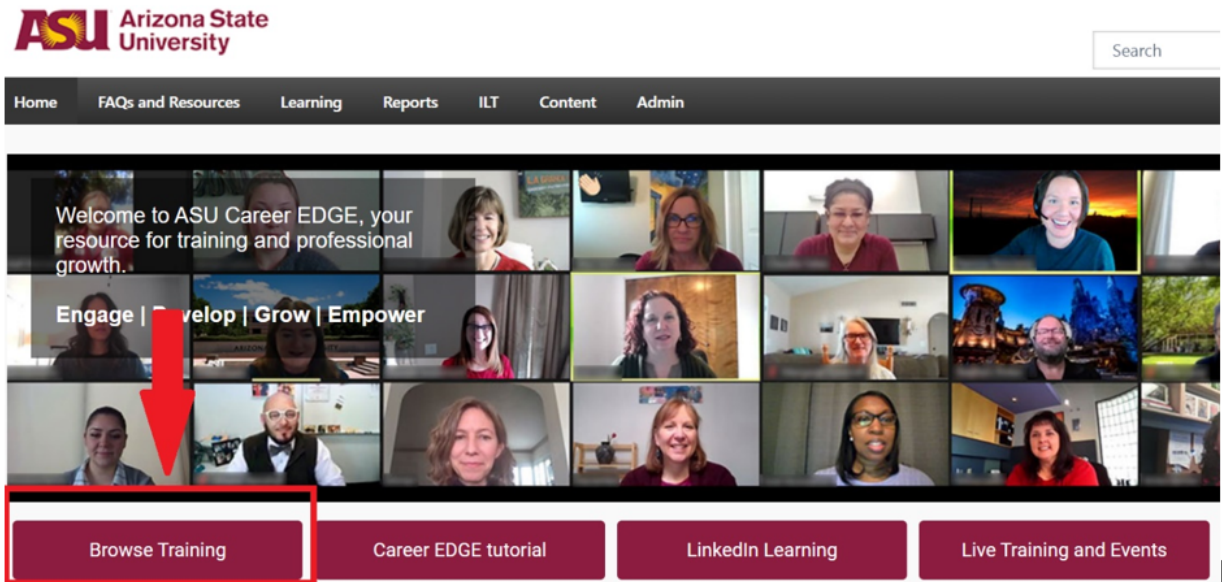 ASU Arizona State
University
Search
Home FAQs and Resources Learning Reports ILT Content Admin
Welcome to ASU Career EDGE, your
resource for training and professional
growth.
Engage | velop | Grow | Empower
Browse Training Career EDGE tutorial LinkedIn Learning Live Training and Events